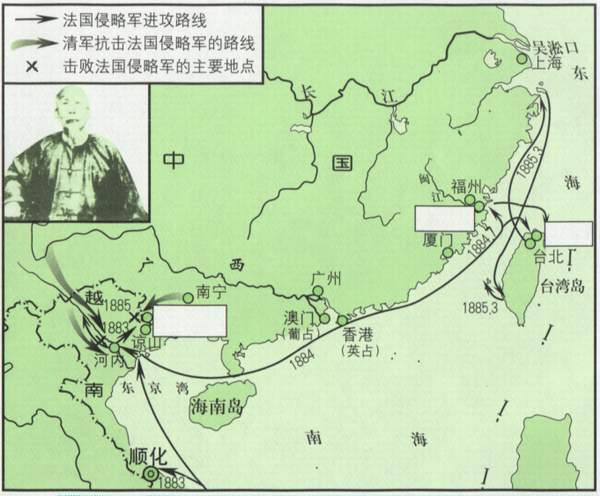 法国侵略军进攻路线
清军抗击法国侵略军的路线
击败法国侵略军的主要地点
吴淞口
上海
东
海
长
江
中
国
1885.3
福州
闽
江
1884.7
厦门
台北
台湾岛
1885.3
广
西
南宁
广州
越
1885
1883
谅山
河内
澳门
(葡占)
香港
(英占)
1884
南
东京湾
海南岛
南
海
顺化
1883